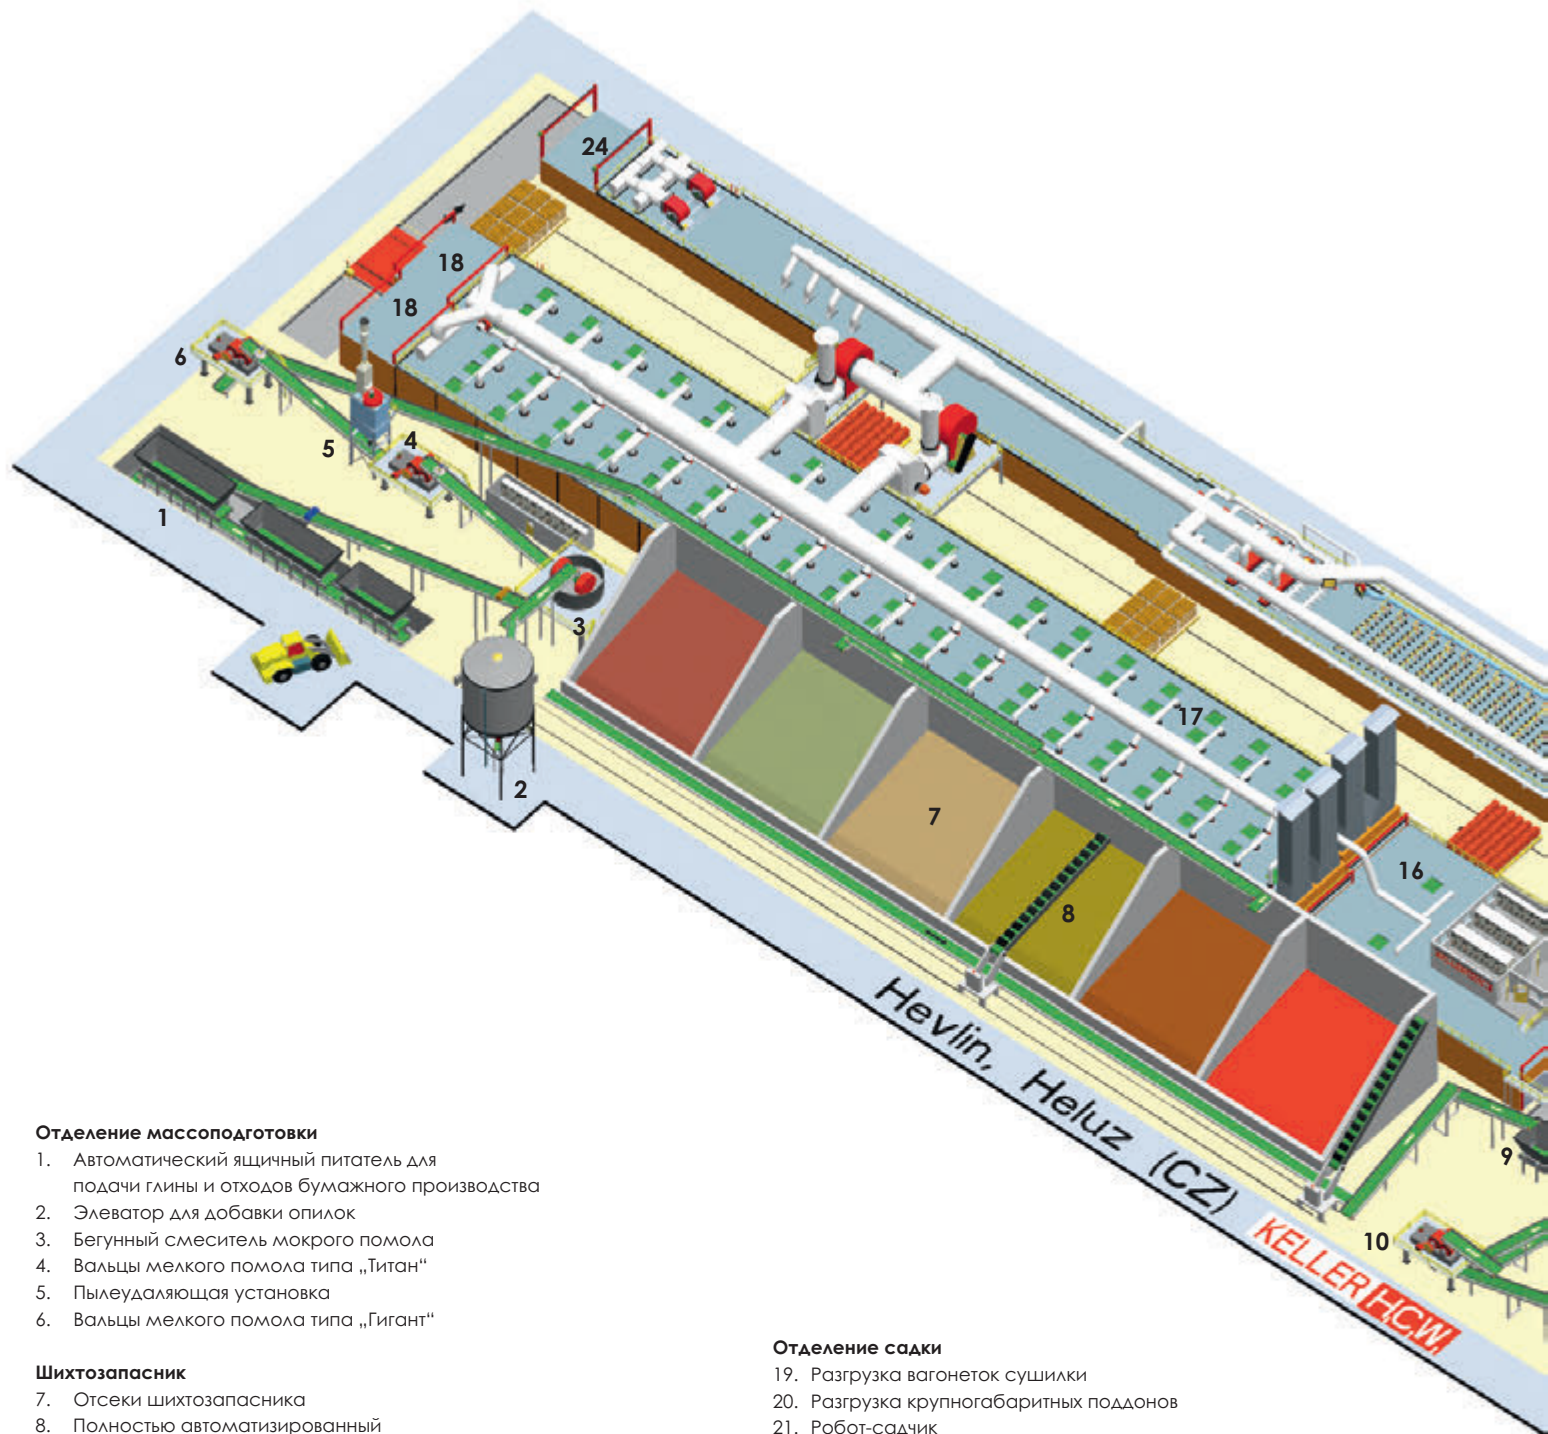 24
18
18
6
5
4
1
3
2
17
7
16
8
9
10
Hevlin, Heluz (CZ)
KELLER HCW
Отделение массоподготовки
1. Автоматический ящичный питатель для
подачи глины и отходов бумажного производства
2. Элеватор для добавки опилок
3. Бегунный смеситель мокрого помола
4. Вальцы мелкого помола типа „Титан“
5. Пылеудаляющая установка
6. Вальцы мелкого помола типа „Гигант“
Шихтозапасник
7. Отсеки шихтозапасника
8. Полностью автоматизированный
Отделение садки
19. Разгрузка вагонеток сушилки
20. Разгрузка крупногабаритных поддонов
21. Робот-садчик